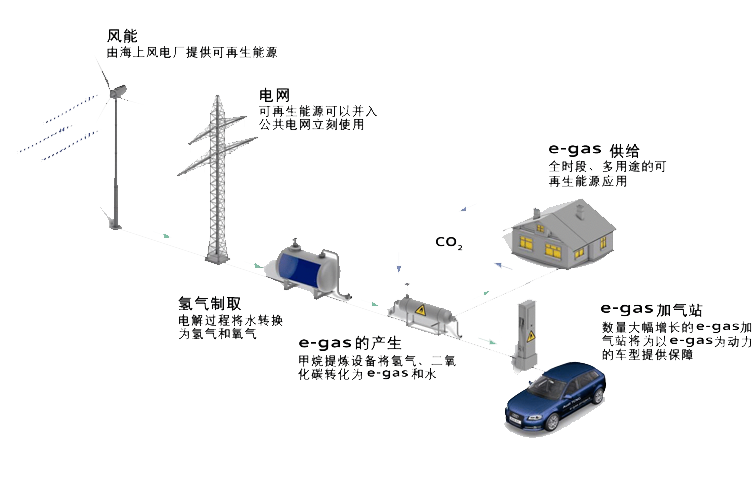 风能
由海上风电厂提供可再生能源
电网
可再生能源可以并入
公共电网立刻使用
e-gas 供给
全时段、多用途的可
再生能源应用
CO₂
氢气制取
电解过程将水转换
为氢气和氧气
e-gas的产生
甲烷提炼设备将氢气、二氧
化碳转化为e-gas和水
e-gas加气站
数量大幅增长的e-gas加
气站将为以e-gas为动力
的车型提供保障